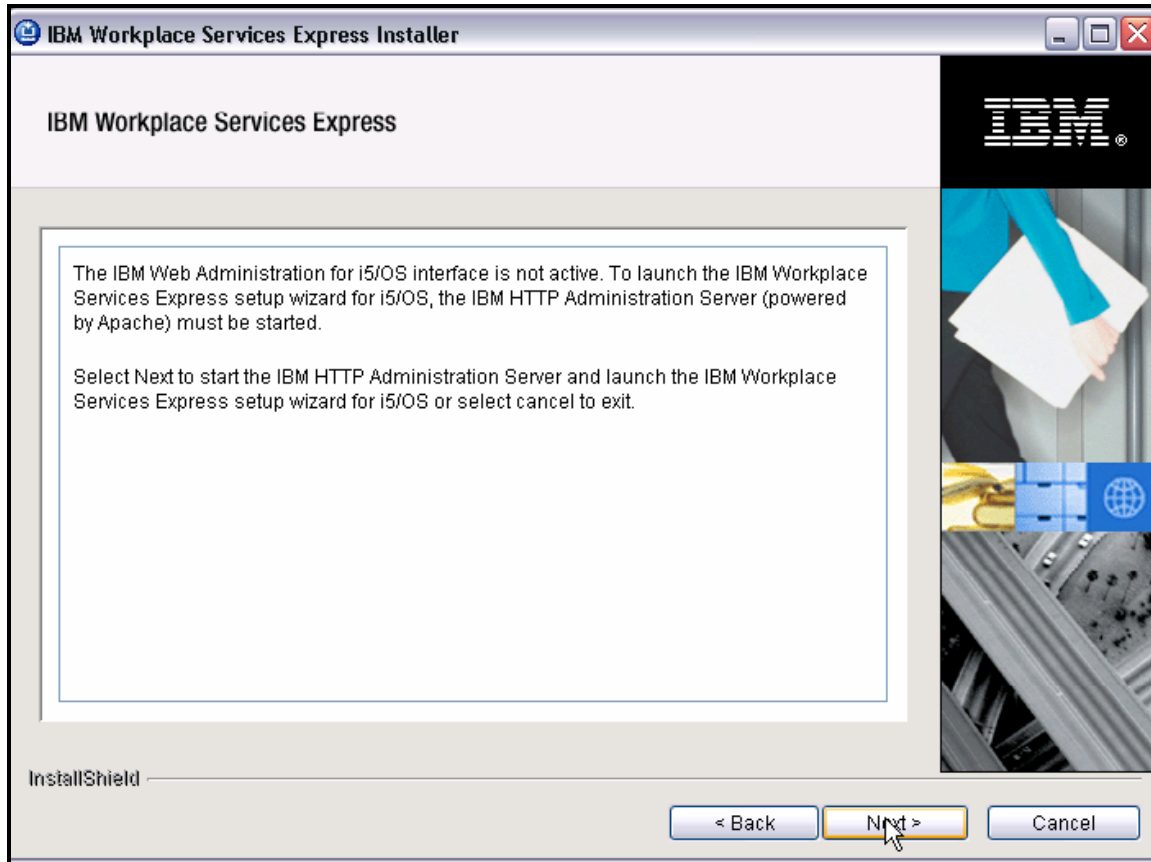 IBM Workplace Services Express Installer
IBM Workplace Services Express
IBM®
The IBM Web Administration for i5/OS interface is not active. To launch the IBM Workplace
Services Express setup wizard for i5/OS, the IBM HTTP Administration Server (powered
by Apache) must be started.
Select Next to start the IBM HTTP Administration Server and launch the IBM Workplace
Services Express setup wizard for i5/OS or select cancel to exit.
InstallShield
< Back
Next >
Cancel